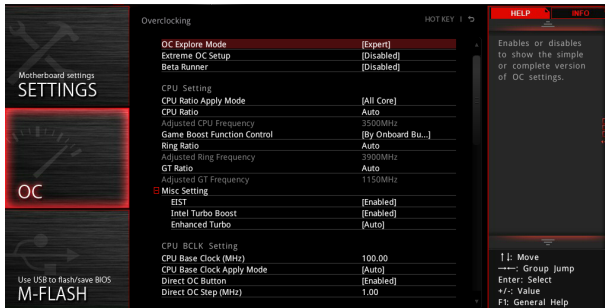 Overclocking
HOT KEY
HELP
INFO
OC Explore Mode [Expert]
Extreme OC Setup [Disabled]
Beta Runner [Disabled]
CPU Setting
CPU Ratio Apply Mode [All Core]
CPU Ratio Auto
Adjusted CPU Frequency 3500MHz
Game Boost Function Control [By Onboard Bu...]
Ring Ratio Auto
Adjusted Ring Frequency 3900MHz
GT Ratio Auto
Adjusted GT Frequency 1150MHz
Misc Setting
EIST [Enabled]
Intel Turbo Boost [Enabled]
Enhanced Turbo [Auto]
CPU BCLK Setting
CPU Base Clock (MHz) 100.00
CPU Base Clock Apply Mode [Auto]
Direct OC Button [Enabled]
Direct OC Step (MHz) 1.00
Motherboard settings
SETTINGS
OC
Use USB to flash/save BIOS
M-FLASH
Enables or disables
to show the simple
or complete version
of OC settings.
↑↓: Move
→←: Group Jump
Enter: Select
+/-: Value
F1: General Help